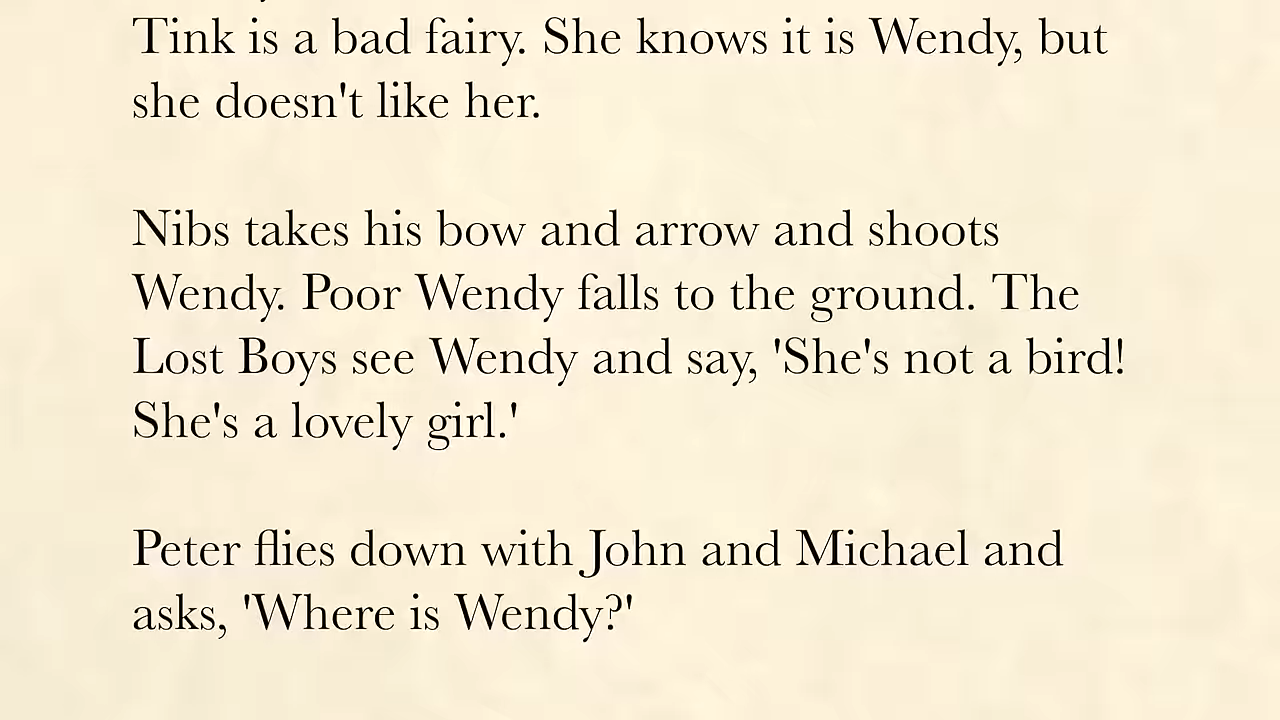 Tink is a bad fairy. She knows it is Wendy, but
she doesn't like her.
Nibs takes his bow and arrow and shoots
Wendy. Poor Wendy falls to the ground. The
Lost Boys see Wendy and say, 'She's not a bird!
She's a lovely girl.'
Peter flies down with John and Michael and
asks, 'Where is Wendy?'